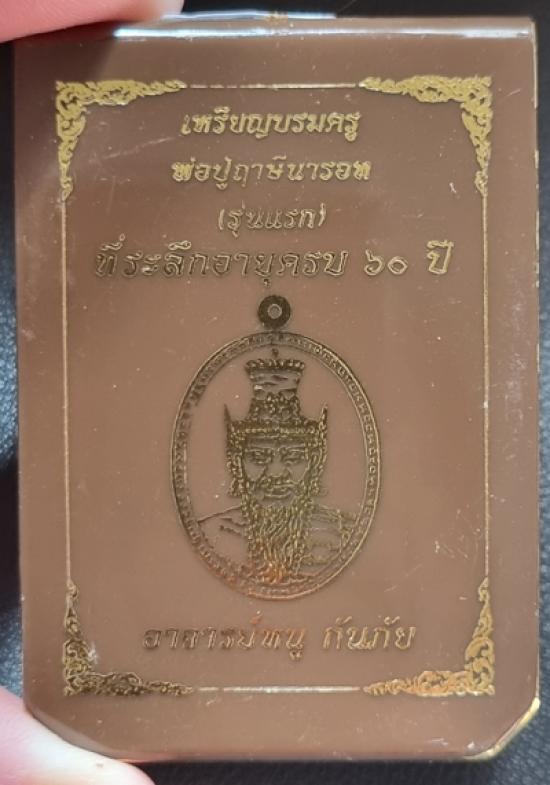 เหรียญบรมครู
พ่อปู่ฤาษีนารอท
(รุ่นแรก)
ที่ระลึกอายุครบ ๖๐ ปี
อาจารย์หนู กันภัย